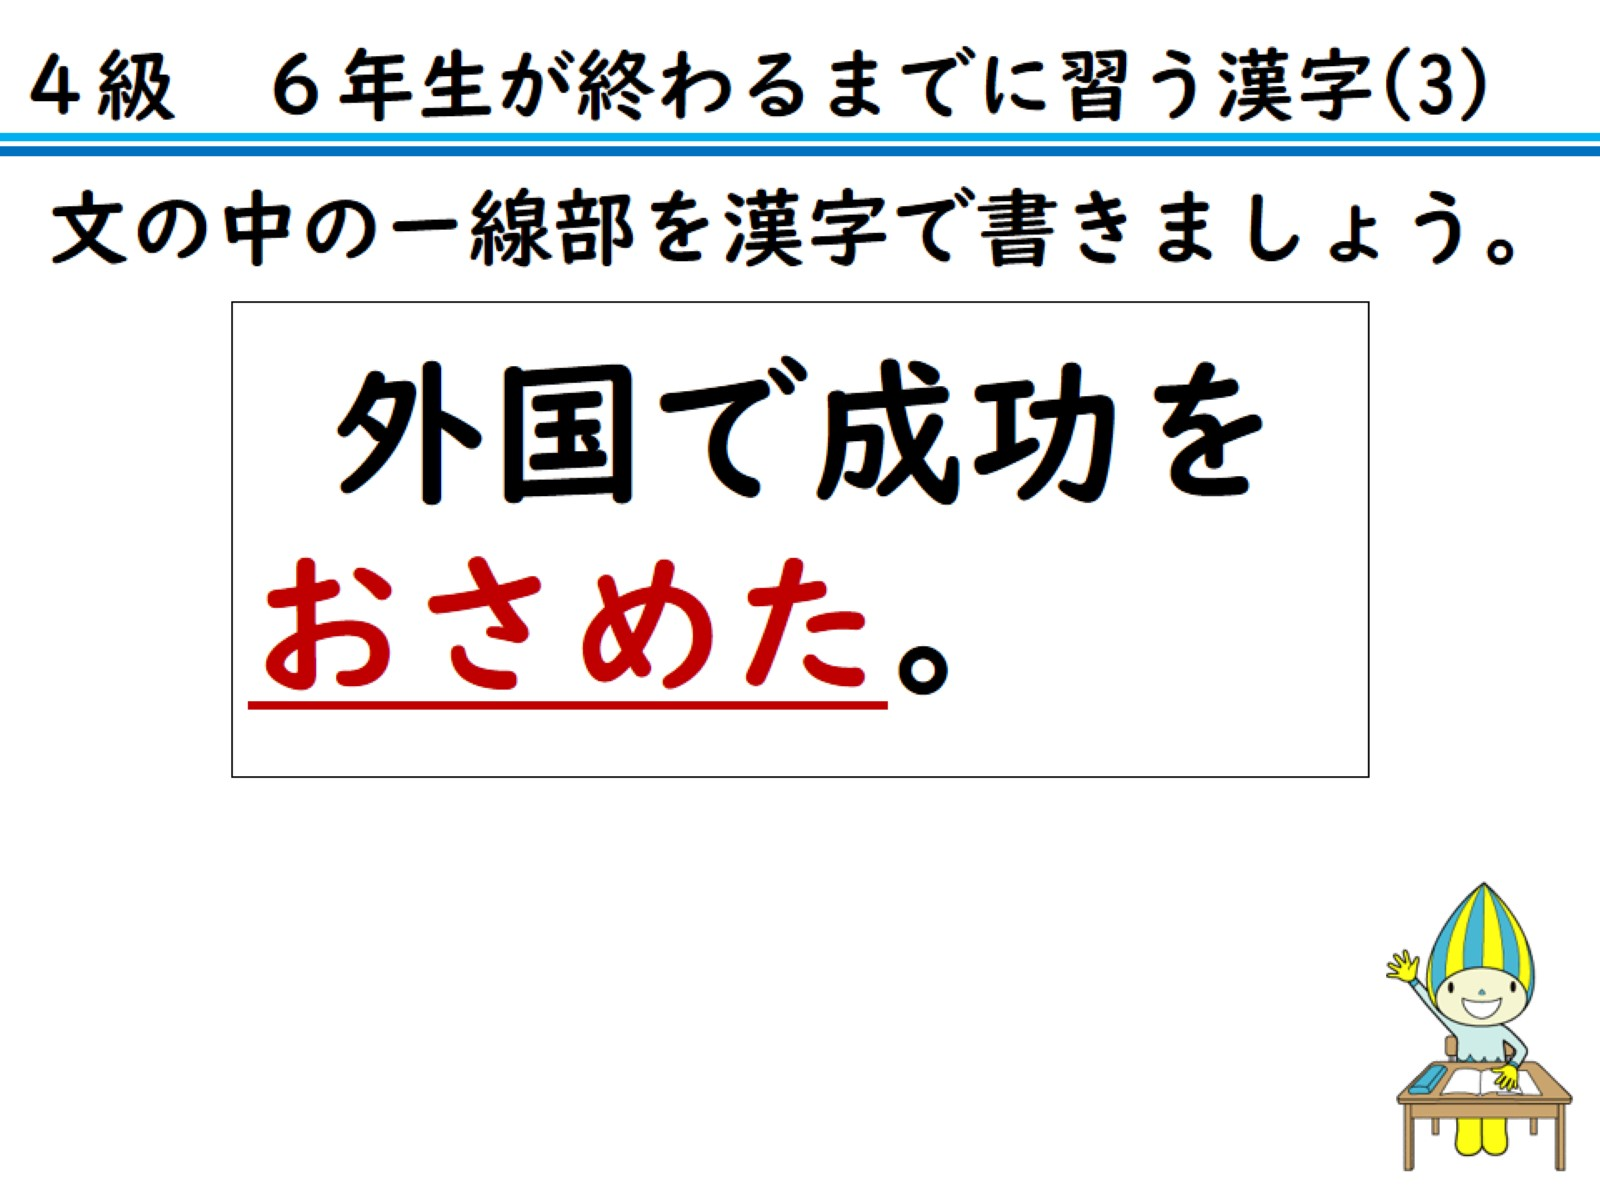 ４級　６年生が終わるまでに習う漢字(3)
文の中の一線部を漢字で書きましょう。
外国で成功を
おさめた。